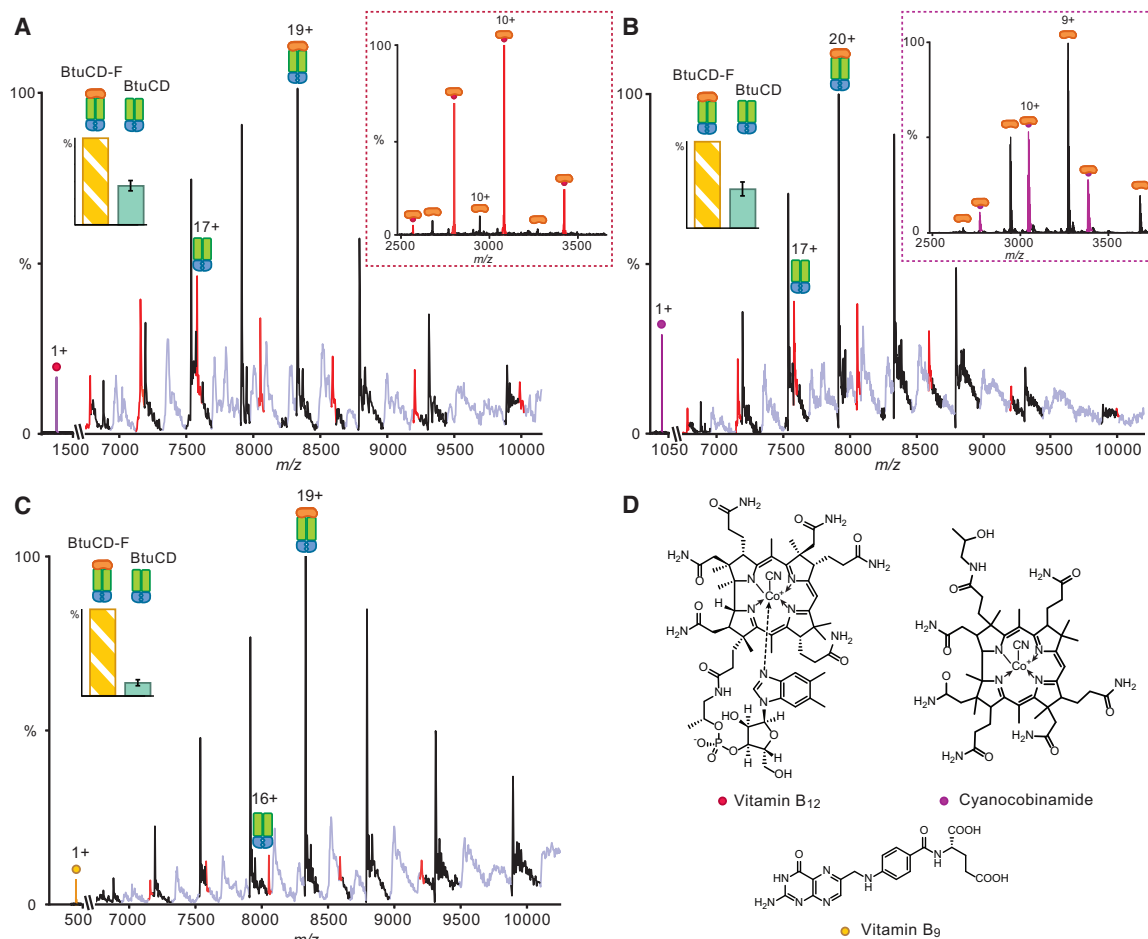 A
BtuCD-F
BtuCD
%
100
%
0
1+
17+
19+
1500
7000
7500
8000
8500
9000
9500
10000
m/z
100
%
0
10+
10+
2500
3000
3500
m/z
B
BtuCD-F
BtuCD
%
100
%
0
1+
17+
20+
1050
7000
7500
8000
8500
9000
9500
10000
m/z
100
%
0
10+
9+
2500
3000
3500
m/z
C
BtuCD-F
BtuCD
%
100
%
0
1+
16+
19+
500
7000
7500
8000
8500
9000
9500
10000
m/z
D
O
NH₂
O
NH₂
O
H₂N
O
NH₂
CN
N
N
Co⁺
N
N
H
O
H₂N
NH₂
O
O
NH
N
N
O
HO
H
⁻O
P
O
O
O
H
H
OH
Vitamin B₁₂
OH
NH
O
H₂N
O
H₂N
O
CN
N
N
Co⁺
N
N
O
H₂N
NH₂
O
H₂N
O
O
H₂N
Cyanocobinamide
O
HN
N
H₂N
N
N
N
H
O
N
H
COOH
COOH
Vitamin B₉